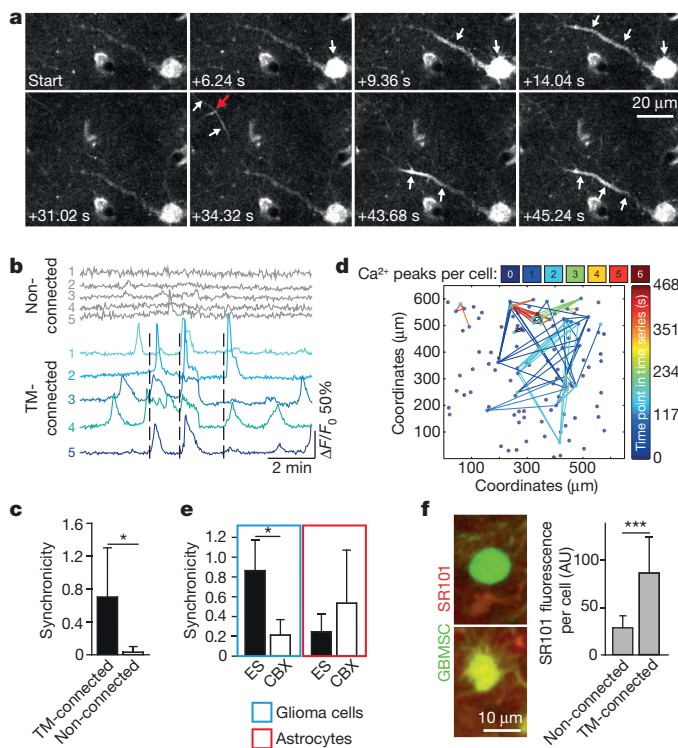 a
Start
+6.24 s
+9.36 s
+14.04 s
20 μm
+31.02 s
+34.32 s
+43.68 s
+45.24 s
b
Non-connected
1
2
3
4
5
TM-connected
1
2
3
4
5
ΔF/F0 50%
2 min
d
Ca2+ peaks per cell:
0 1 2 3 4 5 6
Coordinates (μm)
600
500
400
300
200
100
100 300 500
Coordinates (μm)
Time point in time series (s)
468
351
234
117
0
c
Synchronicity
1.6
1.2
0.8
0.4
0
*
TM-connected
Non-connected
e
Synchronicity
1.2
1.0
0.8
0.6
0.4
0.2
0
*
ES
CBX
ES
CBX
Glioma cells
Astrocytes
f
SR101
GBMSC
10 μm
SR101 fluorescence per cell (AU)
100
50
0
***
Non-connected
TM-connected